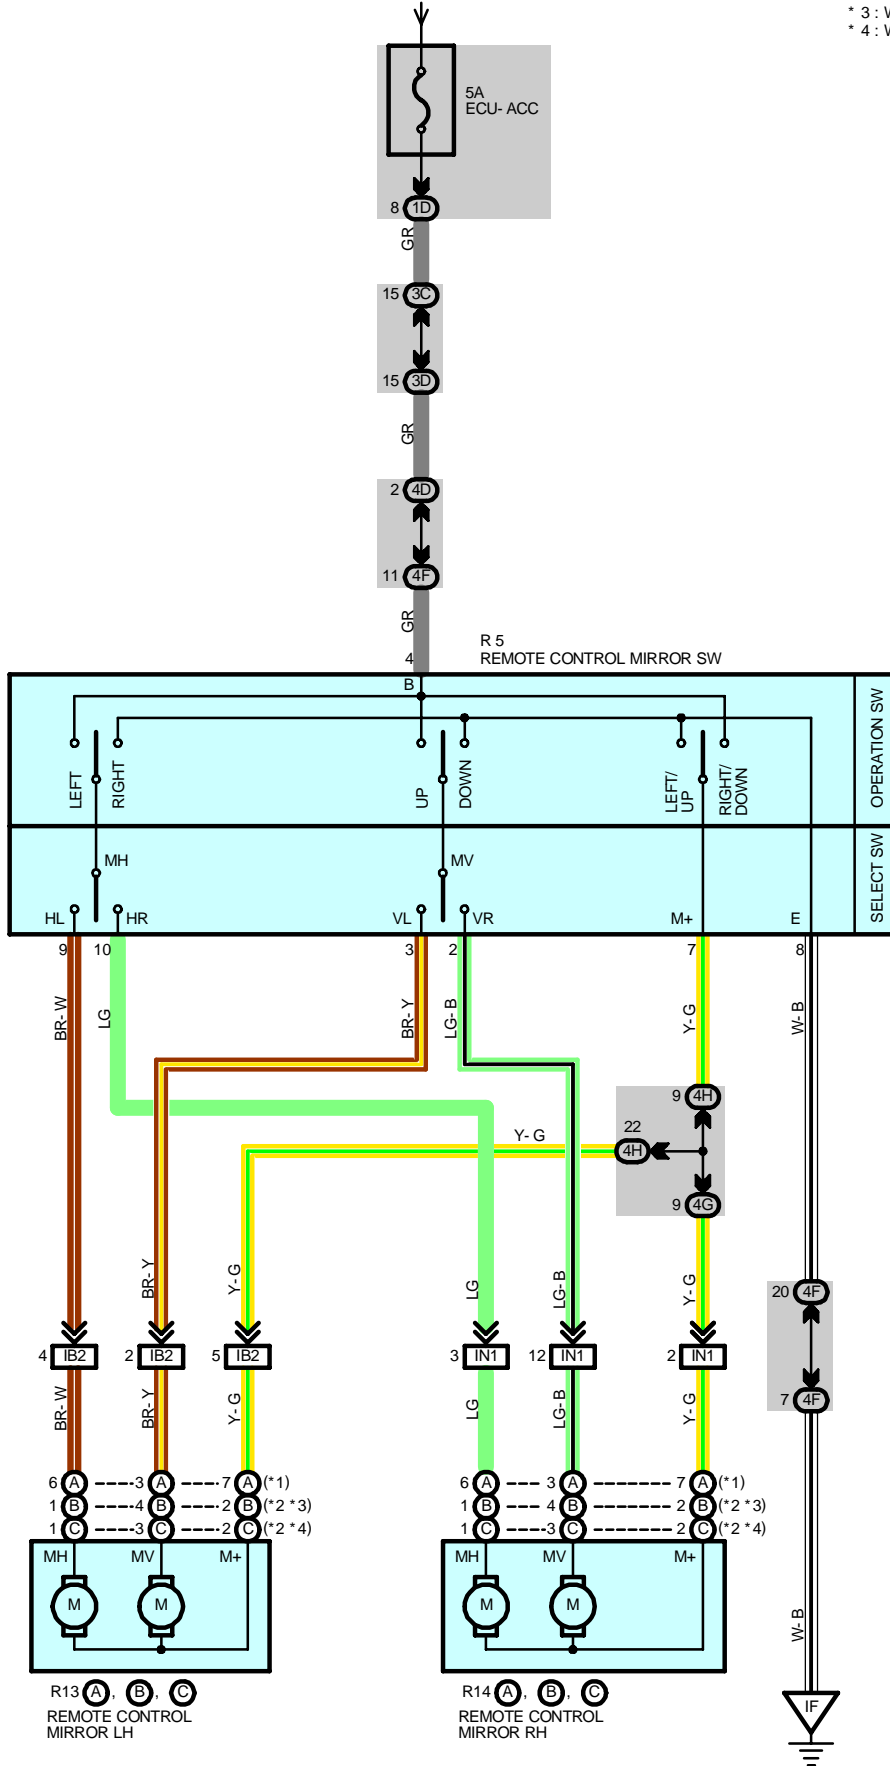 * 3 : W
* 4 : W
5A
ECU- ACC
8 1D
GR
15 3C
15 3D
GR
2 4D
11 4F
GR
4
R 5
REMOTE CONTROL MIRROR SW
B
LEFT
RIGHT
UP
DOWN
LEFT/
UP
RIGHT/
DOWN
OPERATION SW
MH
MV
SELECT SW
HL HR VL VR M+ E
9 10 3 2 7 8
BR- W
LG
BR- Y
LG- B
Y- G
W- B
9 4H
22
4H
Y- G
9 4G
BR- Y
Y- G
LG
LG- B
Y- G
20 4F
4 IB2 2 IB2 5 IB2 3 IN1 12 IN1 2 IN1
7 4F
BR- W
BR- Y
Y- G
LG
LG- B
Y- G
6 A 3 A 7 A (*1) 6 A 3 A 7 A (*1)
1 B 4 B 2 B (*2 *3) 1 B 4 B 2 B (*2 *3)
1 C 3 C 2 C (*2 *4) 1 C 3 C 2 C (*2 *4)
MH MV M+ MH MV M+
M M M M
W- B
R13 A , B , C
REMOTE CONTROL
MIRROR LH
R14 A , B , C
REMOTE CONTROL
MIRROR RH
IF